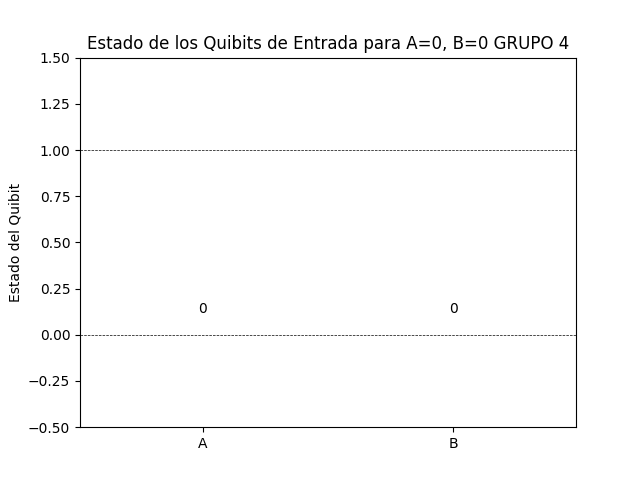 Estado de los Quibits de Entrada para A=0, B=0 GRUPO 4
1.50
1.25
1.00
0.75
0.50
0.25
0.00
−0.25
−0.50
Estado del Quibit
0
0
A
B